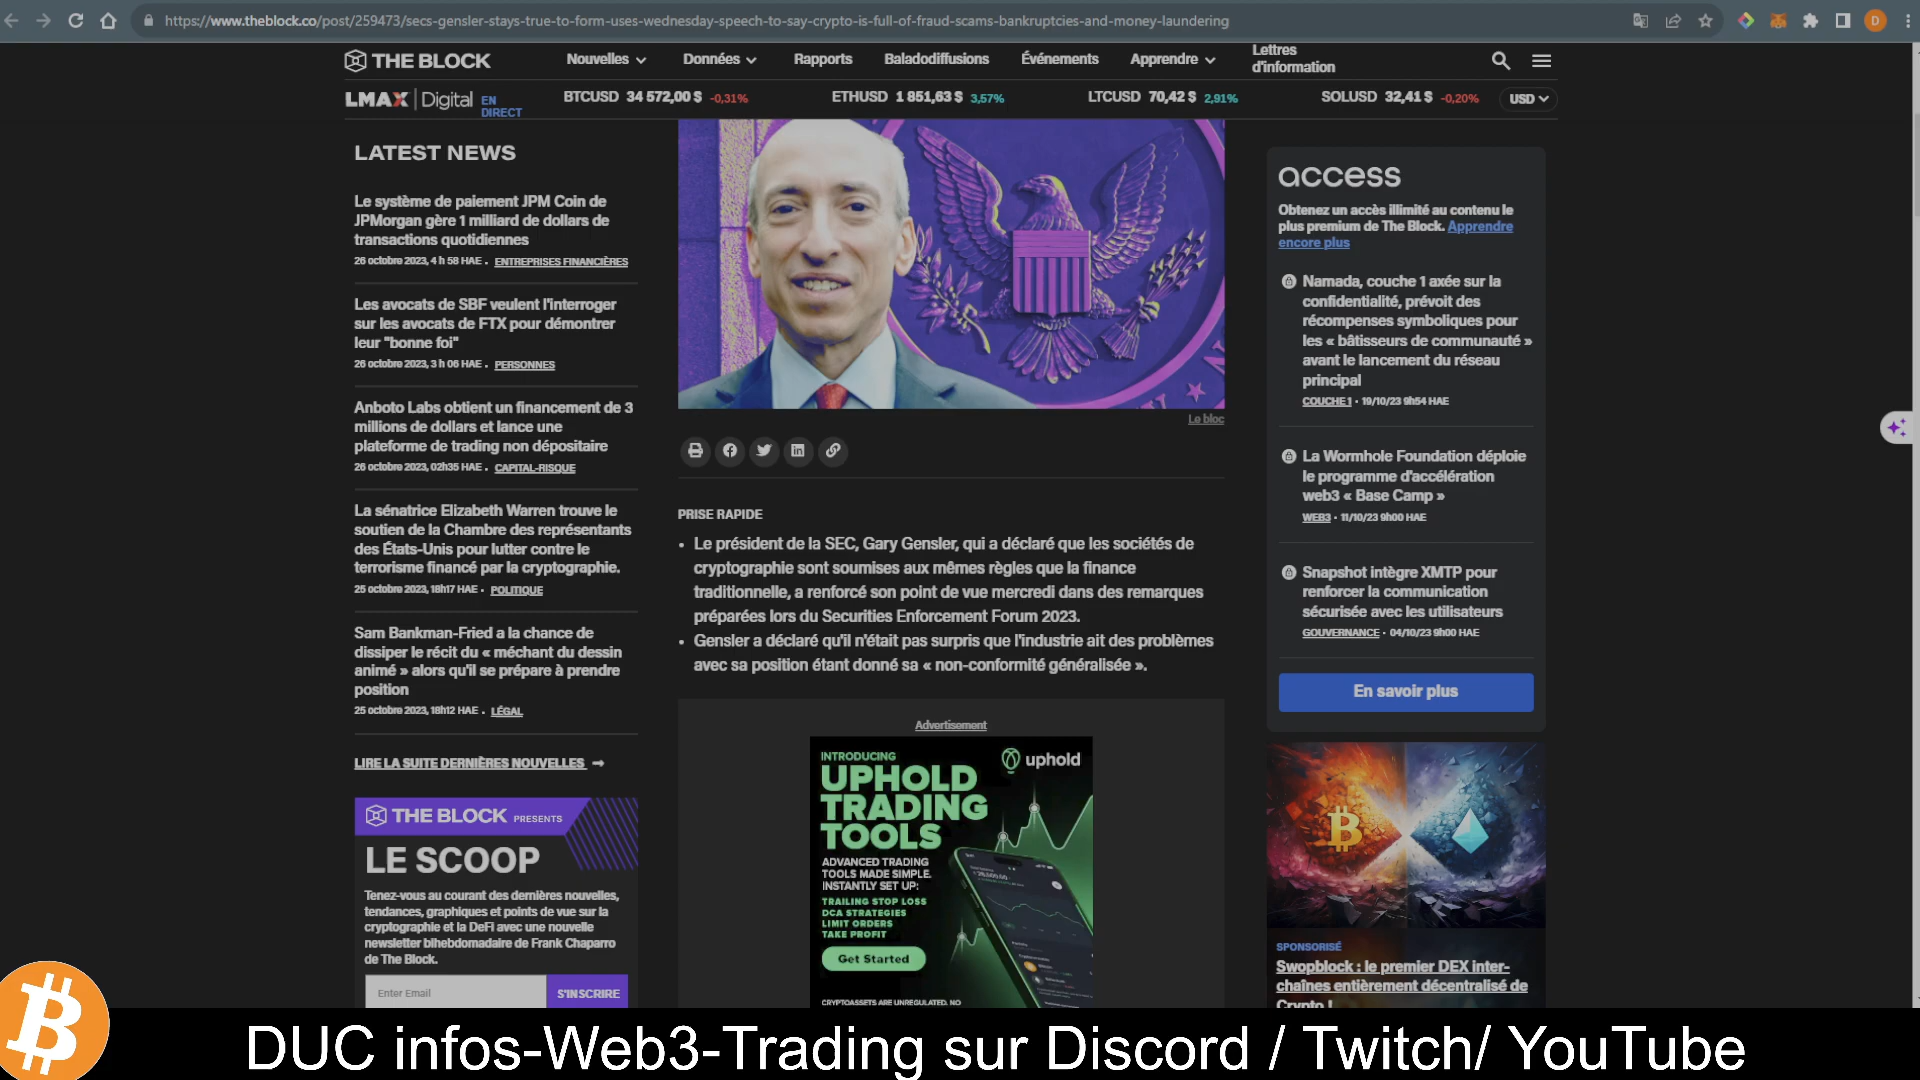 https://www.theblock.co/post/259473/secs-gensler-stays-true-to-form-uses-wednesday-speech-to-say-crypto-is-full-of-fraud-scams-bankruptcies-and-money-laundering
D
THE BLOCK
Nouvelles
Données
Rapports
Baladodiffusions
Événements
Apprendre
Lettres
d'information
LMAX Digital
EN
DIRECT
BTCUSD 34 572,00 $ -0,31%
ETHUSD 1 851,63 $ 3,57%
LTCUSD 70,42 $ 2,91%
SOLUSD 32,41 $ -0,20%
USD
LATEST NEWS
Le système de paiement JPM Coin de
JPMorgan gère 1 milliard de dollars de
transactions quotidiennes
26 octobre 2023, 4 h 58 HAE . ENTREPRISES FINANCIÈRES
Les avocats de SBF veulent l'interroger
sur les avocats de FTX pour démontrer
leur "bonne foi"
26 octobre 2023, 3 h 06 HAE . PERSONNES
Anboto Labs obtient un financement de 3
millions de dollars et lance une
plateforme de trading non dépositaire
26 octobre 2023, 02h35 HAE . CAPITAL-RISQUE
La sénatrice Elizabeth Warren trouve le
soutien de la Chambre des représentants
des États-Unis pour lutter contre le
terrorisme financé par la cryptographie.
25 octobre 2023, 18h17 HAE · POLITIQUE
Sam Bankman-Fried a la chance de
dissiper le récit du « méchant du dessin
animé » alors qu'il se prépare à prendre
position
25 octobre 2023, 18h12 HAE . LÉGAL
LIRE LA SUITE DERNIÈRES NOUVELLES →
THE BLOCK PRESENTS
LE SCOOP
Tenez-vous au courant des dernières nouvelles,
tendances, graphiques et points de vue sur la
cryptographie et la DeFi avec une nouvelle
newsletter bihebdomadaire de Frank Chaparro
de The Block.
Enter Email
S'INSCRIRE
Le bloc
PRISE RAPIDE
• Le président de la SEC, Gary Gensler, qui a déclaré que les sociétés de
cryptographie sont soumises aux mêmes règles que la finance
traditionnelle, a renforcé son point de vue mercredi dans des remarques
préparées lors du Securities Enforcement Forum 2023.
• Gensler a déclaré qu'il n'était pas surpris que l'industrie ait des problèmes
avec sa position étant donné sa « non-conformité généralisée ».
Advertisement
INTRODUCING
uphold
UPHOLD
TRADING
TOOLS
ADVANCED TRADING
TOOLS MADE SIMPLE.
INSTANTLY SET UP:
TRAILING STOP LOSS
DCA STRATEGIES
LIMIT ORDERS
TAKE PROFIT
Get Started
CRYPTOASSETS ARE UNREGULATED. NO
access
Obtenez un accès illimité au contenu le
plus premium de The Block. Apprendre
encore plus
Namada, couche 1 axée sur la
confidentialité, prévoit des
récompenses symboliques pour
les « bâtisseurs de communauté »
avant le lancement du réseau
principal
COUCHE 1 • 19/10/23 9h54 HAE
La Wormhole Foundation déploie
le programme d'accélération
web3 « Base Camp »
WEB3 • 11/10/23 9h00 HAE
Snapshot intègre XMTP pour
renforcer la communication
sécurisée avec les utilisateurs
GOUVERNANCE • 04/10/23 9h00 HAE
En savoir plus
SPONSORISÉ
Swopblock : le premier DEX inter-
chaînes entièrement décentralisé de
Crypto !
DUC infos-Web3-Trading sur Discord / Twitch/ YouTube